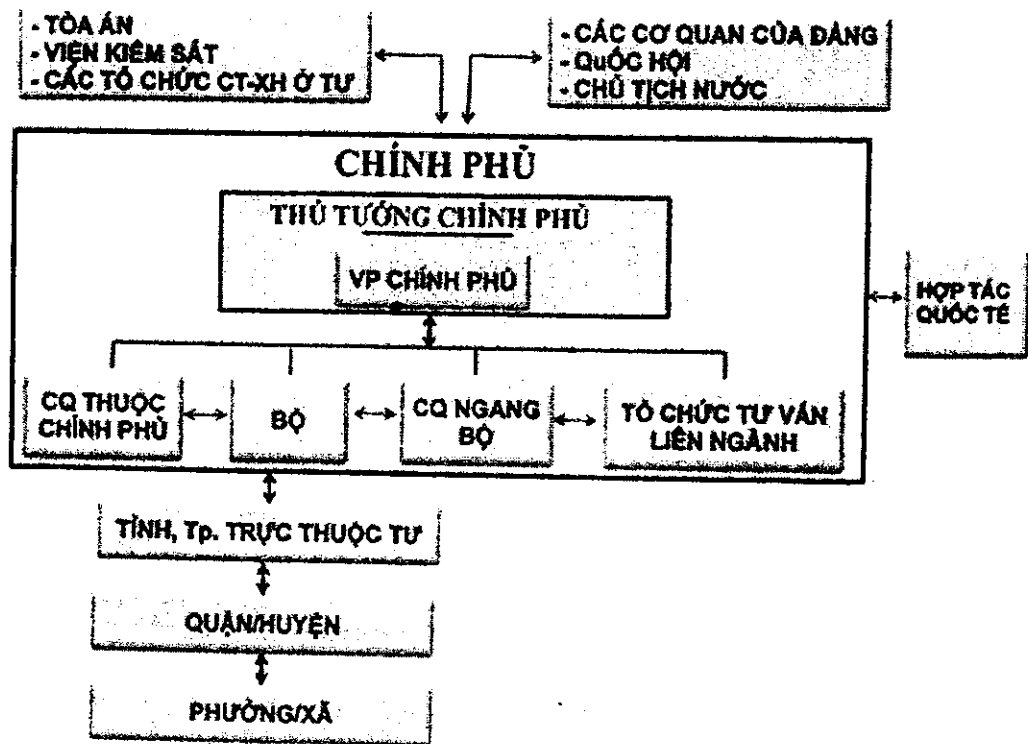 - TÒA ÁN
- VIỆN KIỂM SÁT
- CÁC TỔ CHỨC CT-XH Ở TƯ
- CÁC CƠ QUAN CỦA ĐẢNG
- QuỐC HỘI
- CHỦ TỊCH NƯỚC
CHÍNH PHỦ
THỦ TƯỚNG CHÍNH PHỦ
VP CHÍNH PHỦ
HỢP TÁC
QUỐC TẾ
CQ THUỘC
CHÍNH PHỦ
BỘ
CQ NGANG
BỘ
TỔ CHỨC TƯ VẤN
LIÊN NGÀNH
TỈNH, Tp. TRỰC THUỘC TƯ
QUẬN/HUYỆN
PHƯỜNG/XÃ